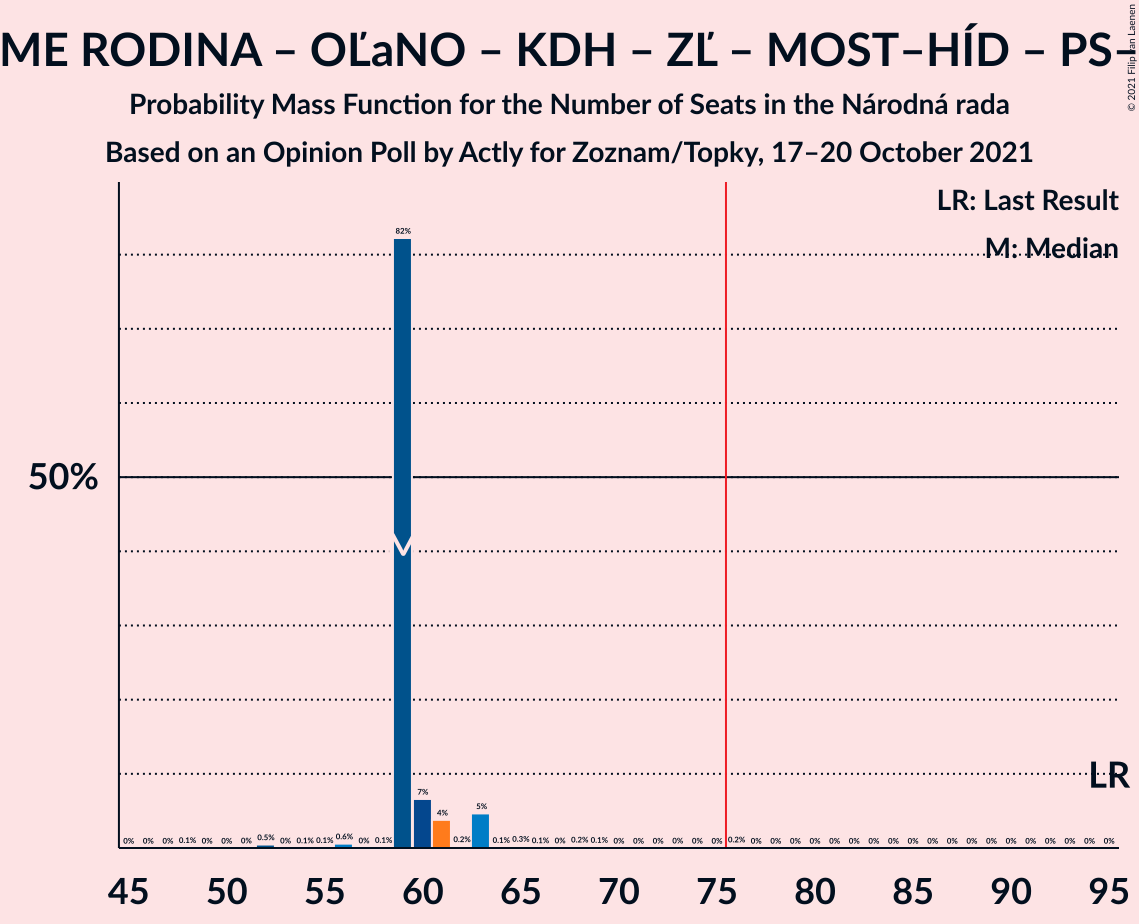 ME RODINA – OĽaNO – KDH – ZĽ – MOST–HÍD – PS–
© 2021 Filip van Laenen
Probability Mass Function for the Number of Seats in the Národná rada
Based on an Opinion Poll by Actly for Zoznam/Topky, 17–20 October 2021
LR: Last Result
M: Median
82%
50%
LR
0% 0% 0% 0.1% 0% 0% 0% 0.5% 0% 0.1% 0.1% 0.6% 0% 0.1% 7% 4% 0.2% 5% 0.1% 0.3% 0.1% 0% 0.2% 0.1% 0% 0% 0% 0% 0% 0% 0.2% 0% 0% 0% 0% 0% 0% 0% 0% 0% 0% 0% 0% 0% 0% 0% 0% 0% 0% 0%
45 50 55 60 65 70 75 80 85 90 95